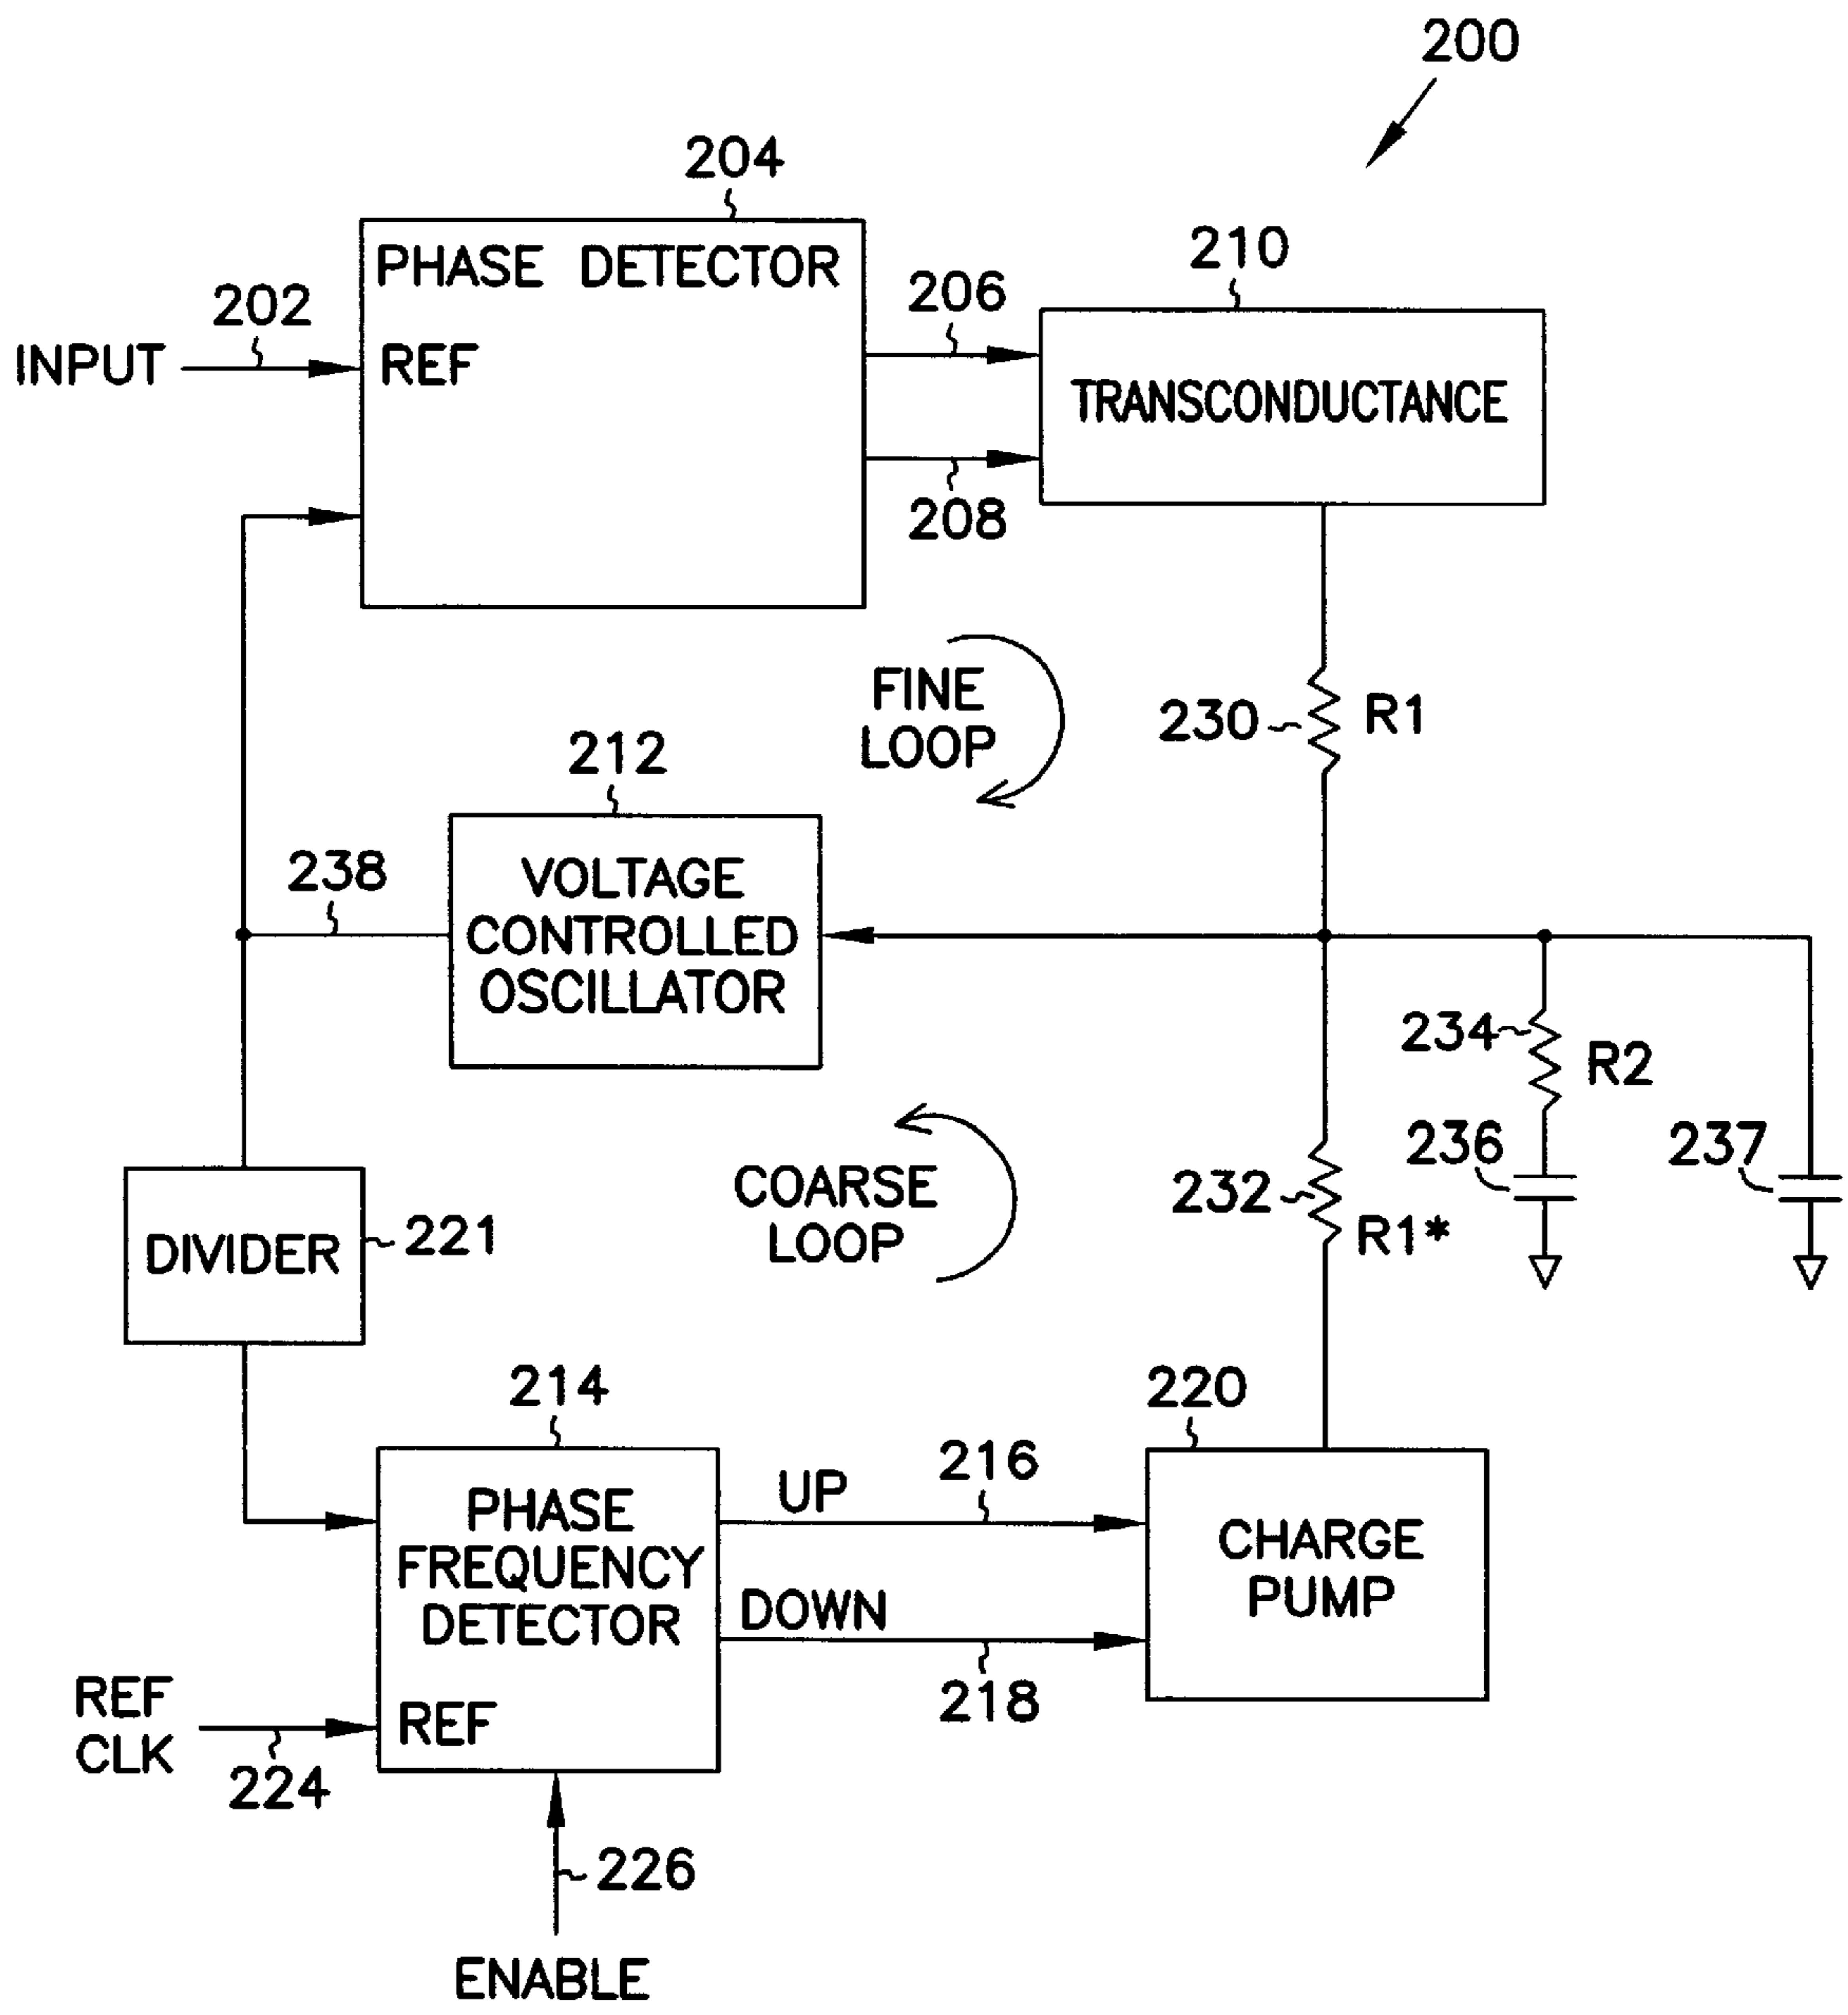 200
204
PHASE DETECTOR
210
202
206
INPUT
REF
TRANSCONDUCTANCE
208
FINE
LOOP
230
R1
212
238
VOLTAGE
CONTROLLED
OSCILLATOR
234
R2
236
237
COARSE
LOOP
232
R1*
DIVIDER
221
214
220
216
UP
PHASE
FREQUENCY
DETECTOR
CHARGE
PUMP
DOWN
218
REF
CLK
REF
224
226
ENABLE